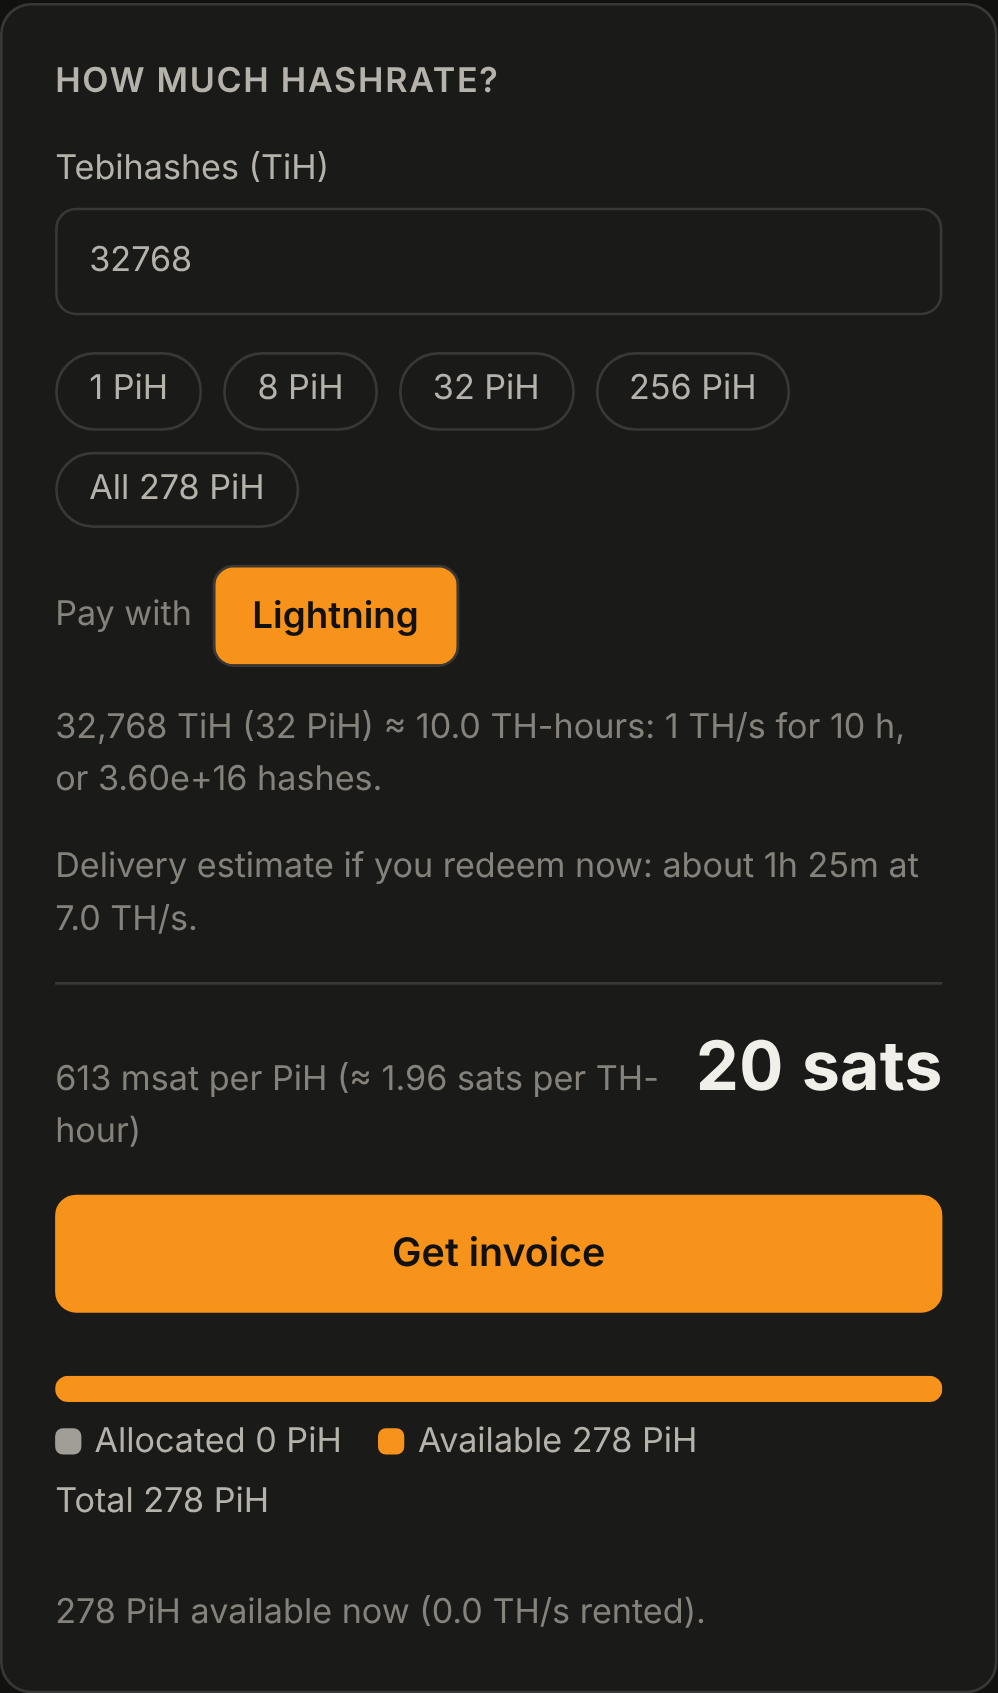 HOW MUCH HASHRATE?
Tebihashes (TiH)
32768
1 PiH 8 PiH 32 PiH 256 PiH
All 278 PiH
Pay with Lightning
32,768 TiH (32 PiH) ≈ 10.0 TH-hours: 1 TH/s for 10 h,
or 3.60e+16 hashes.
Delivery estimate if you redeem now: about 1h 25m at
7.0 TH/s.
613 msat per PiH (≈ 1.96 sats per TH-
hour)
20 sats
Get invoice
Allocated 0 PiH Available 278 PiH
Total 278 PiH
278 PiH available now (0.0 TH/s rented).